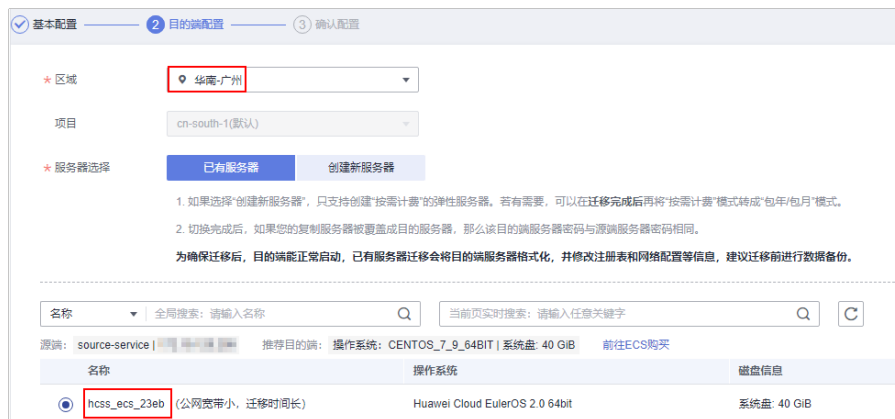 基本配置 2 目的端配置 3 确认配置
* 区域 华南-广州
项目 cn-south-1(默认)
* 服务器选择 已有服务器 创建新服务器
1. 如果选择“创建新服务器”，只支持创建“按需计费”的弹性服务器。若有需要，可以在迁移完成后再将“按需计费”模式转成“包年/包月”模式。
2. 切换完成后，如果您的复制服务器被覆盖成目的服务器，那么该目的端服务器密码与源端服务器密码相同。
为确保迁移后，目的端能正常启动，已有服务器迁移会将目的端服务器格式化，并修改注册表和网络配置等信息，建议迁移前进行数据备份。
名称 全局搜索：请输入名称 当前页实时搜索：请输入任意关键字
源端： source-service | 推荐目的端： 操作系统：CENTOS_7_9_64BIT | 系统盘: 40 GiB 前往ECS购买
名称 操作系统 磁盘信息
hcss_ecs_23eb (公网宽带小，迁移时间长) Huawei Cloud EulerOS 2.0 64bit 系统盘: 40 GiB